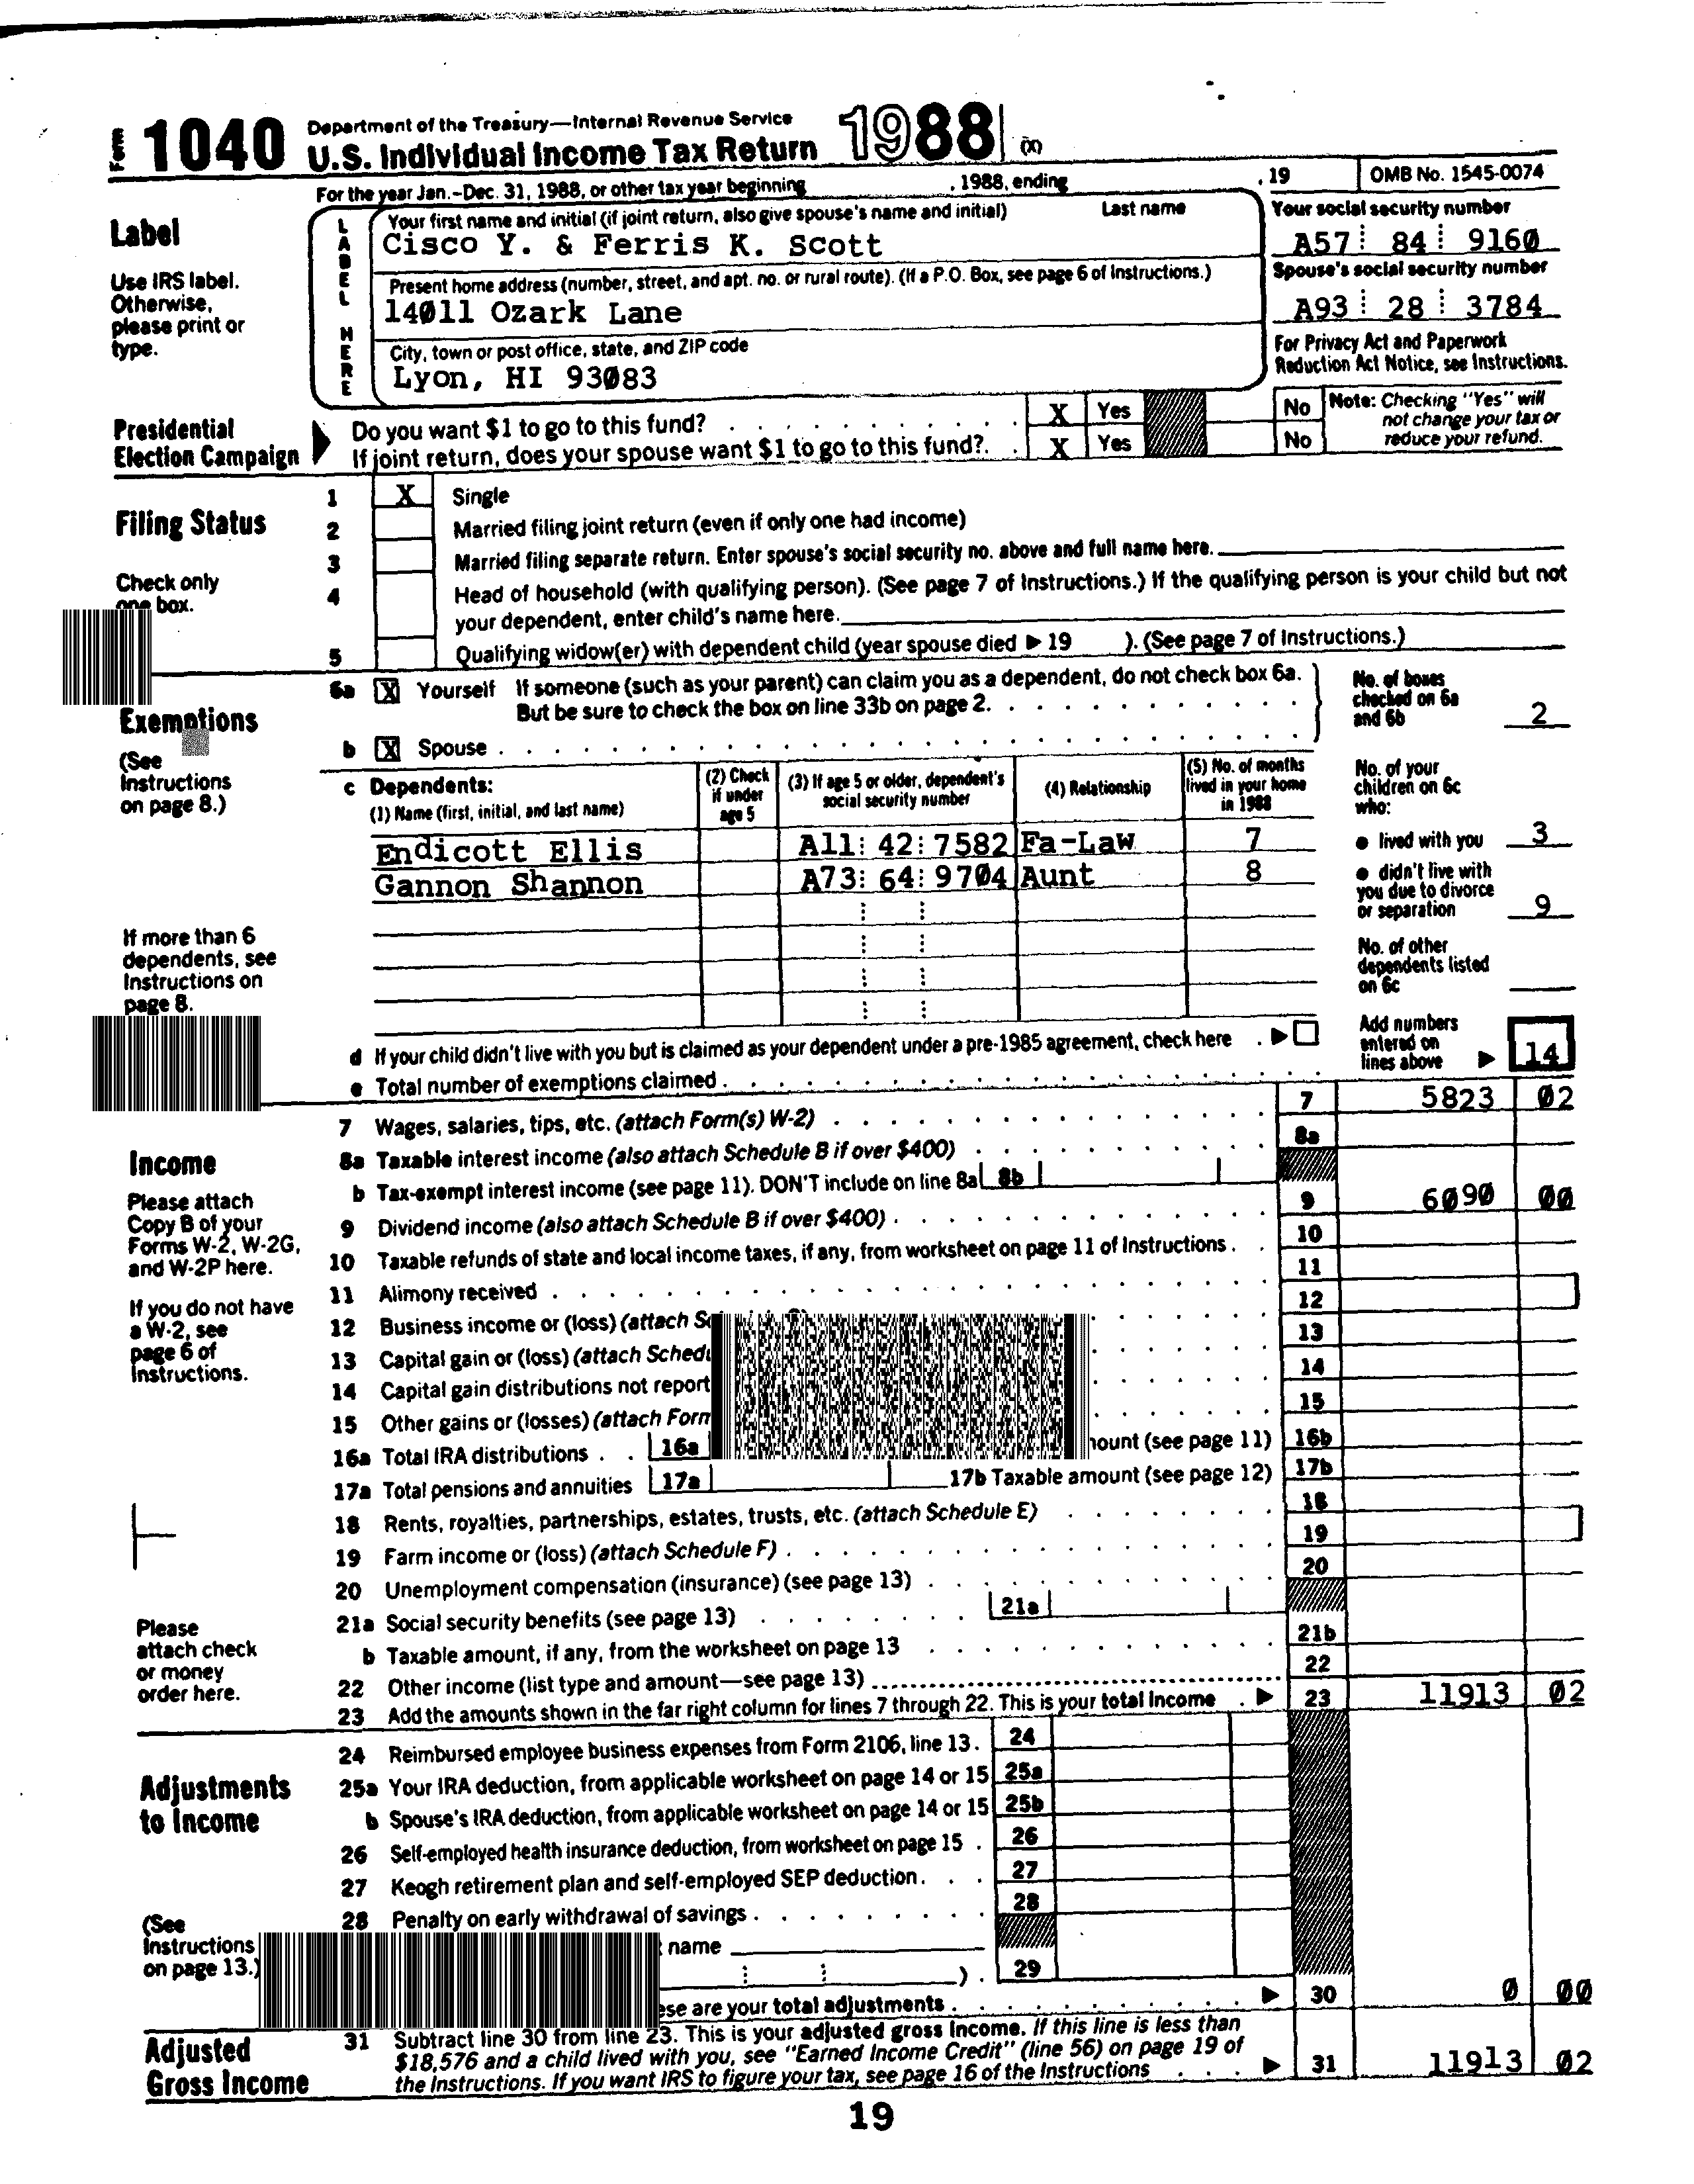 Form 1040 Department of the Treasury—Internal Revenue Service 1988 (X)
U.S. Individual Income Tax Return
For the year Jan.-Dec. 31, 1988, or other tax year beginning , 1988, ending , 19 OMB No. 1545-0074
Label
Use IRS label.
Otherwise,
please print or
type.
LABEL HERE
Your first name and initial (if joint return, also give spouse's name and initial) Last name
Cisco Y. & Ferris K. Scott
Present home address (number, street, and apt. no. or rural route). (If a P.O. Box, see page 6 of Instructions.)
14011 Ozark Lane
City, town or post office, state, and ZIP code
Lyon, HI 93083
Your social security number
A57 84 9160
Spouse's social security number
A93 28 3784
For Privacy Act and Paperwork
Reduction Act Notice, see Instructions.
Presidential
Election Campaign
Do you want $1 to go to this fund? X Yes No
If joint return, does your spouse want $1 to go to this fund?. X Yes No
Note: Checking "Yes" will
not change your tax or
reduce your refund.
Filing Status
Check only
one box.
1 X Single
2 Married filing joint return (even if only one had income)
3 Married filing separate return. Enter spouse's social security no. above and full name here.
4 Head of household (with qualifying person). (See page 7 of Instructions.) If the qualifying person is your child but not
your dependent, enter child's name here.
5 Qualifying widow(er) with dependent child (year spouse died ▶ 19 ). (See page 7 of Instructions.)
Exemptions
(See
Instructions
on page 8.)
6a X Yourself If someone (such as your parent) can claim you as a dependent, do not check box 6a.
But be sure to check the box on line 33b on page 2.
b X Spouse
No. of boxes
checked on 6a
and 6b 2
c Dependents:
(1) Name (first, initial, and last name)
(2) Check
if under
age 5
(3) If age 5 or older, dependent's
social security number
(4) Relationship
(5) No. of months
lived in your home
in 1988
Endicott Ellis A11 42 7582 Fa-Law 7
Gannon Shannon A73 64 9704 Aunt 8
No. of your
children on 6c
who:
● lived with you 3
● didn't live with
you due to divorce
or separation 9
No. of other
dependents listed
on 6c
If more than 6
dependents, see
Instructions on
page 8.
d If your child didn't live with you but is claimed as your dependent under a pre-1985 agreement, check here ▶
e Total number of exemptions claimed
Add numbers
entered on
lines above ▶ 14
Income
Please attach
Copy B of your
Forms W-2, W-2G,
and W-2P here.
If you do not have
a W-2, see
page 6 of
Instructions.
7 Wages, salaries, tips, etc. (attach Form(s) W-2) 7 5823 02
8a Taxable interest income (also attach Schedule B if over $400) 8a
b Tax-exempt interest income (see page 11). DON'T include on line 8a 8b
9 Dividend income (also attach Schedule B if over $400) 9 6090 00
10 Taxable refunds of state and local income taxes, if any, from worksheet on page 11 of Instructions 10
11 Alimony received 11
12 Business income or (loss) (attach 12
13 Capital gain or (loss) (attach Sched 13
14 Capital gain distributions not report 14
15 Other gains or (losses) (attach Form 15
16a Total IRA distributions 16a ount (see page 11) 16b
17a Total pensions and annuities 17a 17b Taxable amount (see page 12) 17b
18 Rents, royalties, partnerships, estates, trusts, etc. (attach Schedule E) 18
19 Farm income or (loss) (attach Schedule F) 19
20 Unemployment compensation (insurance) (see page 13) 20
21a Social security benefits (see page 13) 21a
b Taxable amount, if any, from the worksheet on page 13 21b
22 Other income (list type and amount—see page 13) 22
23 Add the amounts shown in the far right column for lines 7 through 22. This is your total income ▶ 23 11913 02
Please
attach check
or money
order here.
Adjustments
to Income
(See
Instructions
on page 13.)
24 Reimbursed employee business expenses from Form 2106, line 13. 24
25a Your IRA deduction, from applicable worksheet on page 14 or 15 25a
b Spouse's IRA deduction, from applicable worksheet on page 14 or 15 25b
26 Self-employed health insurance deduction, from worksheet on page 15 26
27 Keogh retirement plan and self-employed SEP deduction 27
28 Penalty on early withdrawal of savings 28
name
). 29
ese are your total adjustments ▶ 30 0 00
Adjusted
Gross Income
31 Subtract line 30 from line 23. This is your adjusted gross income. If this line is less than
$18,576 and a child lived with you, see "Earned Income Credit" (line 56) on page 19 of
the Instructions. If you want IRS to figure your tax, see page 16 of the Instructions ▶ 31 11913 02
19